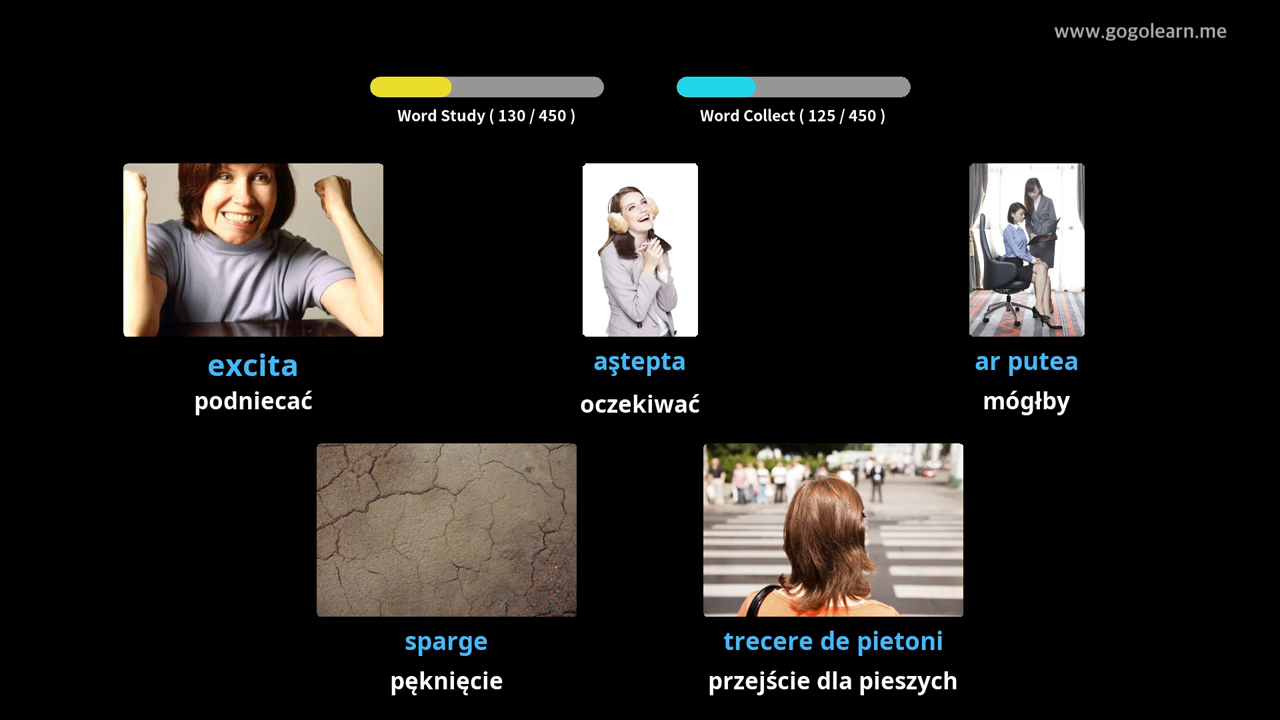 www.gogolearn.me
Word Study ( 130 / 450 )
Word Collect ( 125 / 450 )
excita
podniecać
aştepta
oczekiwać
ar putea
mógłby
sparge
pęknięcie
trecere de pietoni
przejście dla pieszych